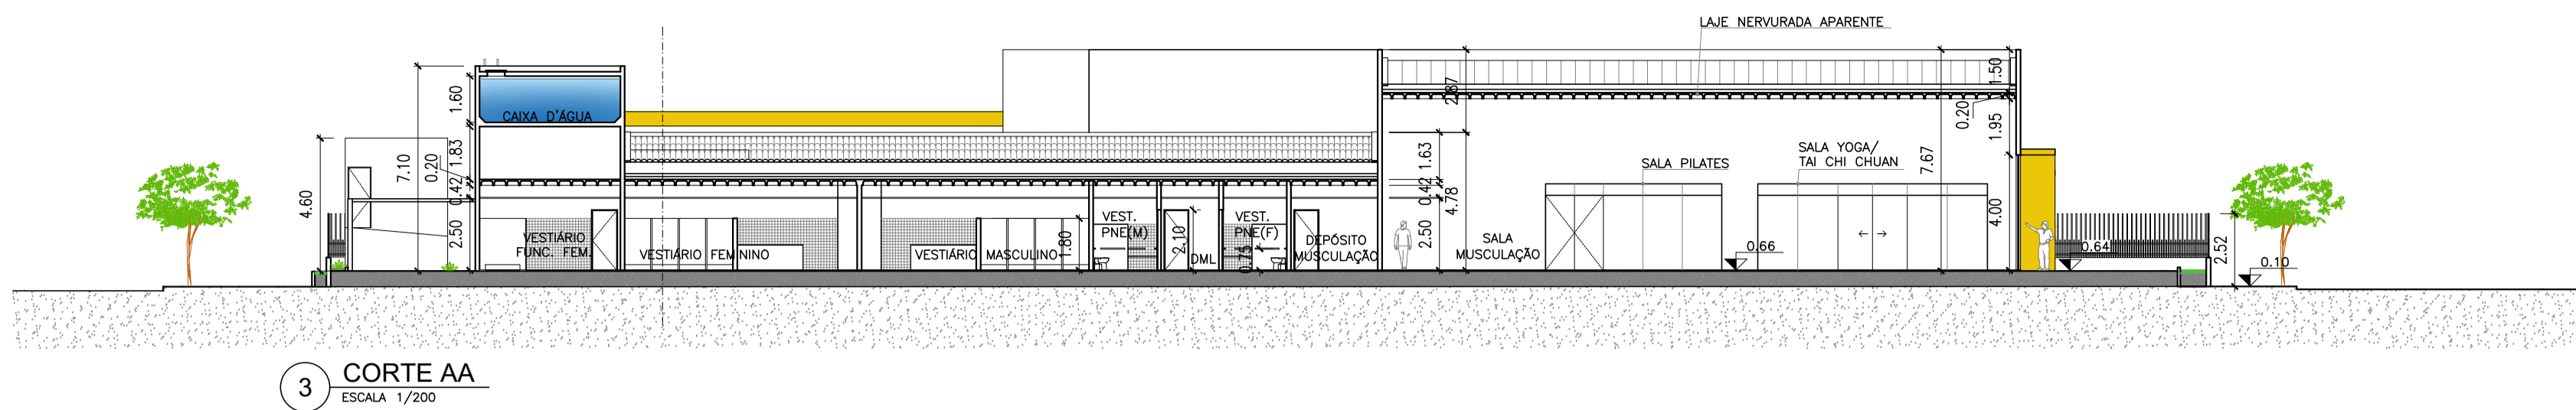 LAJE NERVURADA APARENTE
1.60
CAIXA D'ÁGUA
7.10
0.20
1.83
0.42
2.50
4.60
VESTIÁRIO
FUNC. FEM.
VESTIÁRIO FEMININO
VESTIÁRIO MASCULINO
1.80
VEST.
PNE(M)
2.10
DML
VEST.
PNE(F)
0.75
DEPÓSITO
MUSCULAÇÃO
2.50
0.42
1.63
4.78
2.87
SALA
MUSCULAÇÃO
SALA PILATES
0.66
SALA YOGA/
TAI CHI CHUAN
7.67
1.50
0.20
1.95
4.00
0.64
2.52
0.10
3
CORTE AA
ESCALA 1/200